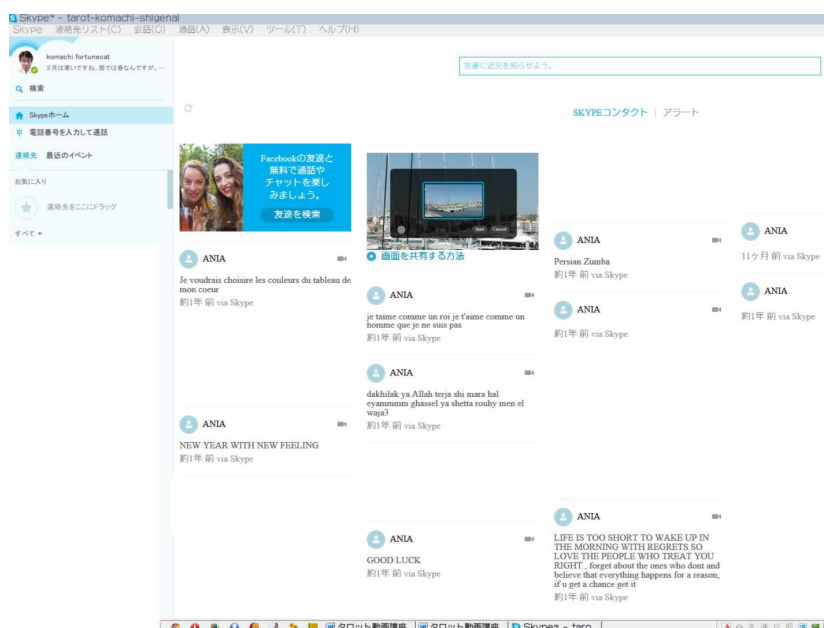 Skype™ - tarot-komachi-shigenal
Skype 連絡先リスト(C) 会話(O) 通話(A) 表示(V) ツール(T) ヘルプ(H)
komachi fortunecat
2月は寒いですね。暦では春なんですが、…
友達に近況を知らせよう。
検索
Skypeホーム
電話番号を入力して通話
連絡先 最近のイベント
お気に入り
連絡先をここにドラッグ
すべて
SKYPEコンタクト | アラート
Facebookの友達と
無料で通話や
チャットを楽し
みましょう。
友達を検索
ANIA
Je voudrais choisire les couleurs du tableau de
mon coeur
約1年 前 via Skype
ANIA
NEW YEAR WITH NEW FEELING
約1年 前 via Skype
Start Cancel
画面を共有する方法
ANIA
je taime comme un roi je t'aime comme un
homme que je ne suis pas
約1年 前 via Skype
ANIA
dakhilak ya Allah terja shi mara hal
eyammmm ghassel ya shetta rouhy men el
waja3
約1年 前 via Skype
ANIA
GOOD LUCK
約1年 前 via Skype
ANIA
Persian Zumba
約1年 前 via Skype
ANIA
約1年 前 via Skype
ANIA
LIFE IS TOO SHORT TO WAKE UP IN
THE MORNING WITH REGRETS SO
LOVE THE PEOPLE WHO TREAT YOU
RIGHT , forget about the ones who dont and
believe that everything happens for a reason,
if u get a chance get it
約1年 前 via Skype
ANIA
11ヶ月 前 via Skype
ANIA
約1年 前 via Skype
タロット動画講座 タロット動画講座 Skype™ - taro